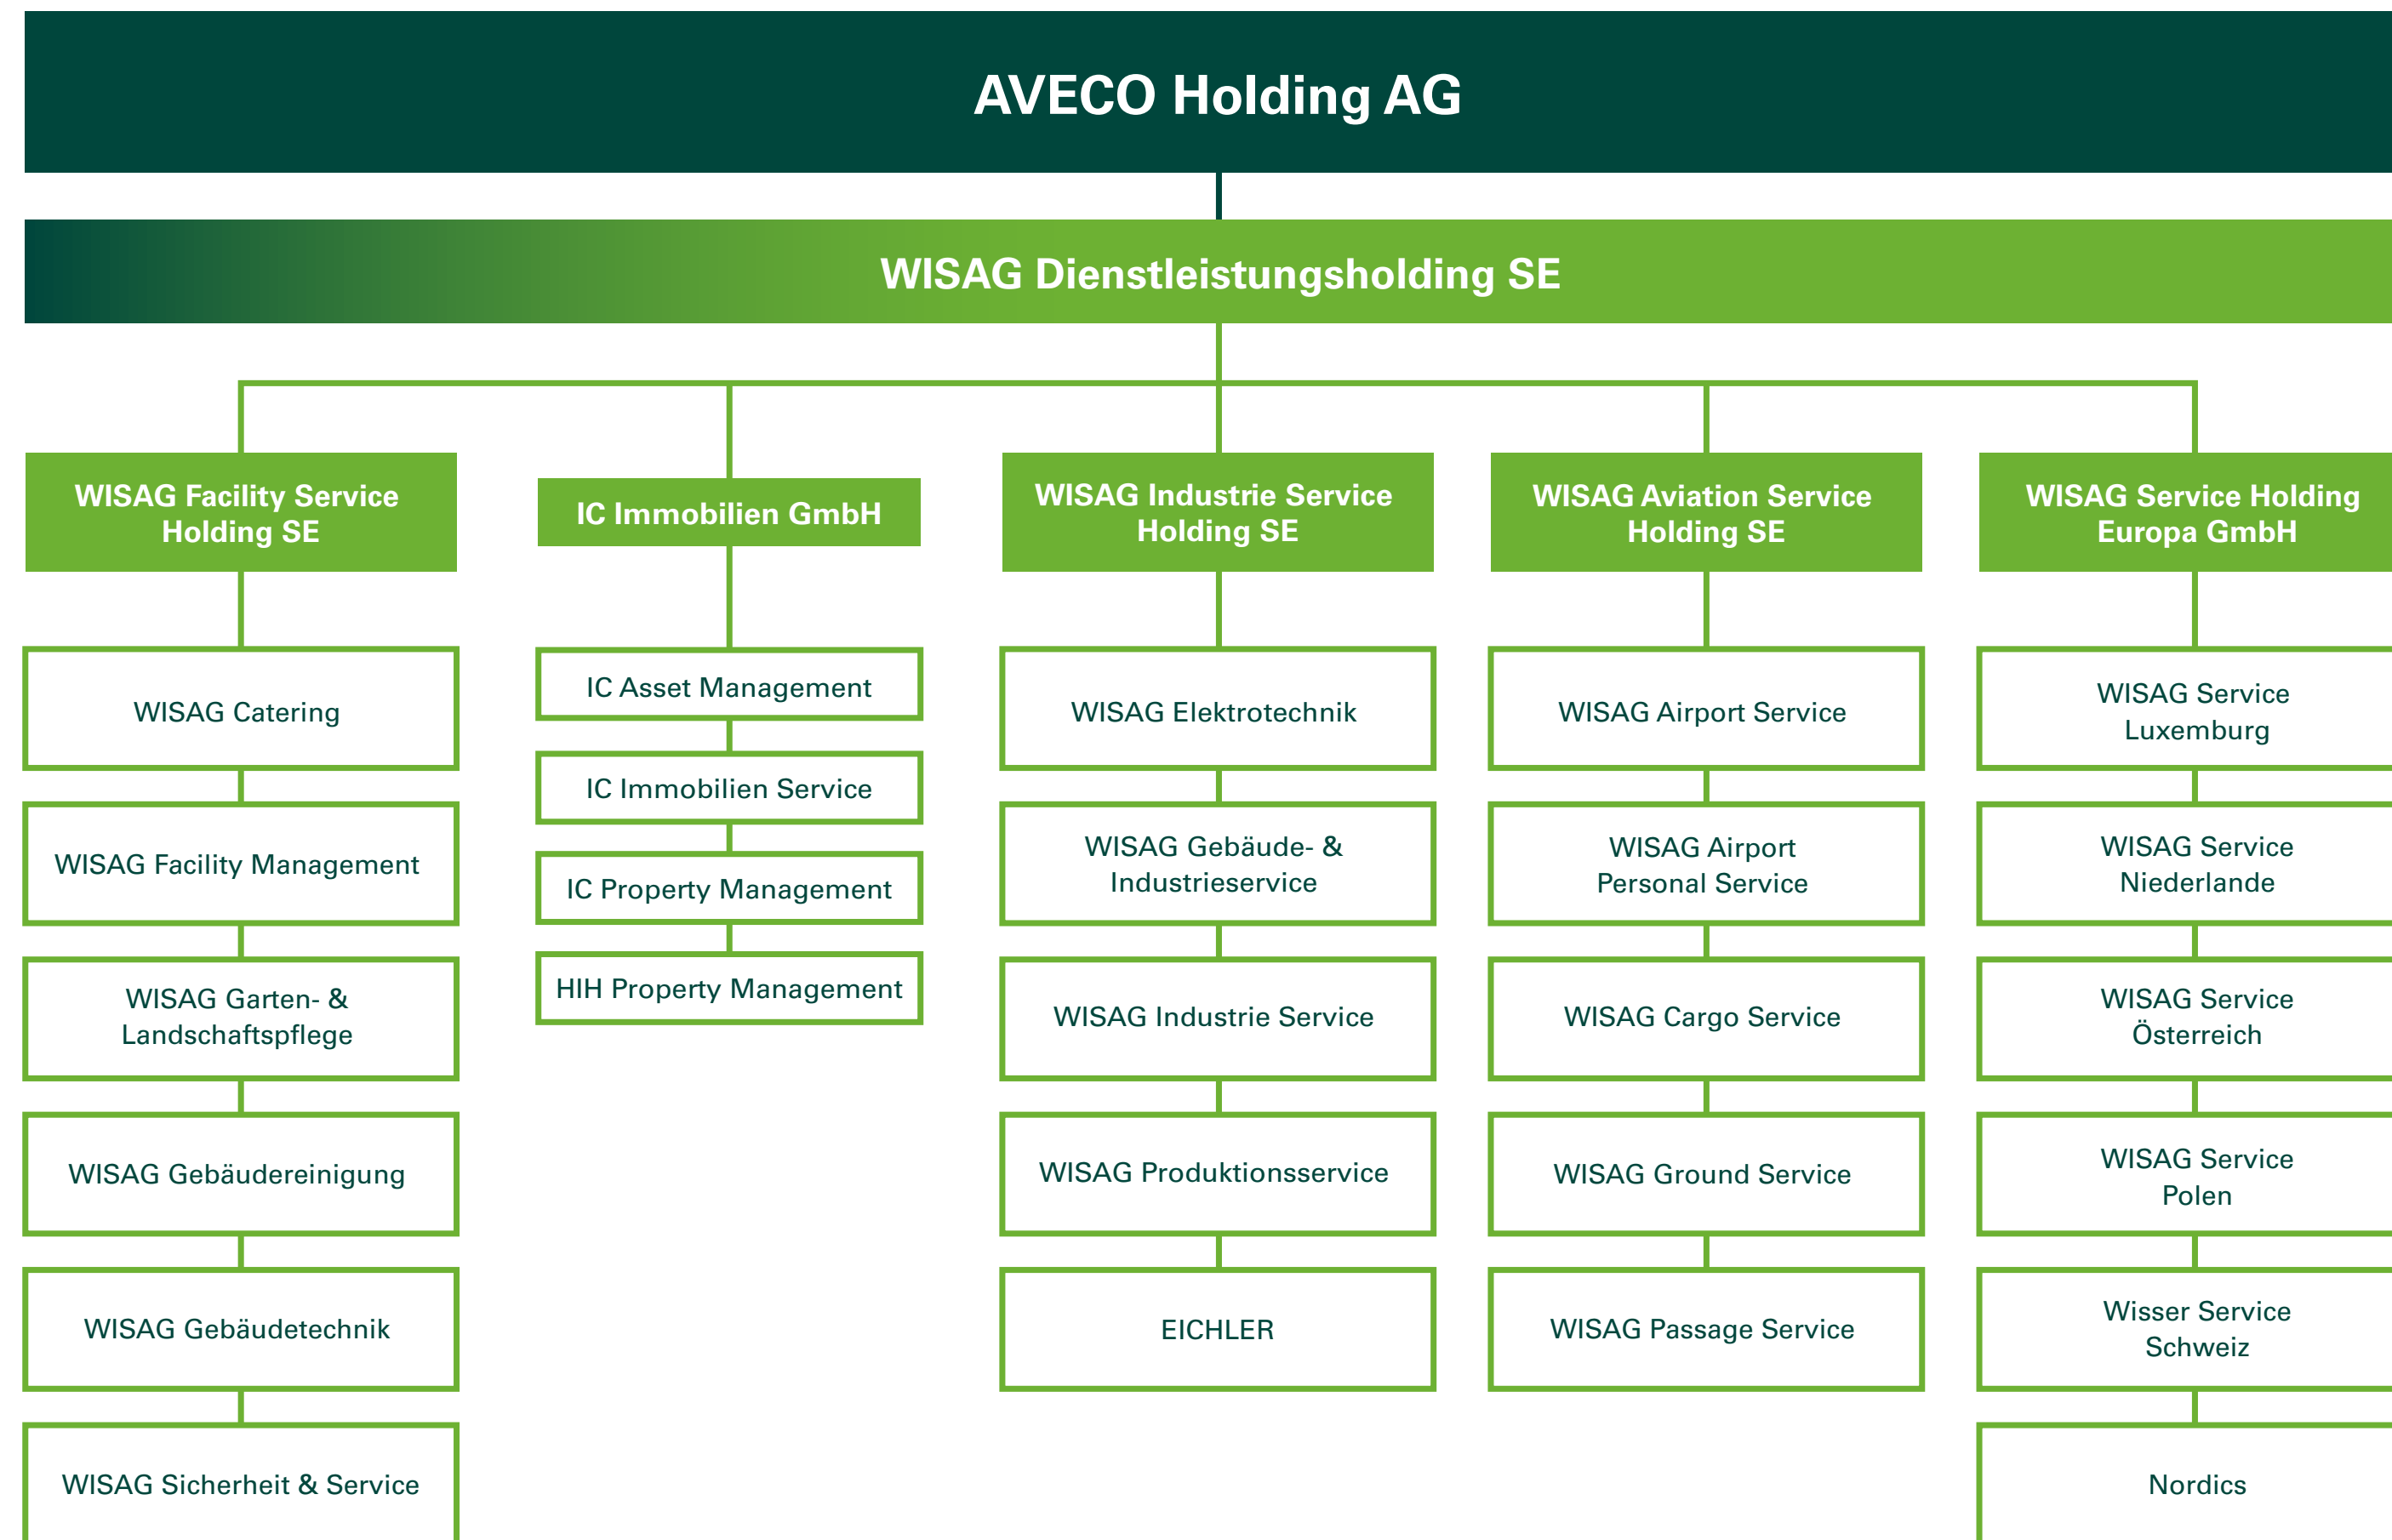 AVECO Holding AG
WISAG Dienstleistungsholding SE
WISAG Facility Service
Holding SE
WISAG Catering
WISAG Facility Management
WISAG Garten- &
Landschaftspflege
WISAG Gebäudereinigung
WISAG Gebäudetechnik
WISAG Sicherheit & Service
IC Immobilien GmbH
IC Asset Management
IC Immobilien Service
IC Property Management
HIH Property Management
WISAG Industrie Service
Holding SE
WISAG Elektrotechnik
WISAG Gebäude- &
Industrieservice
WISAG Industrie Service
WISAG Produktionsservice
EICHLER
WISAG Aviation Service
Holding SE
WISAG Airport Service
WISAG Airport
Personal Service
WISAG Cargo Service
WISAG Ground Service
WISAG Passage Service
WISAG Service Holding
Europa GmbH
WISAG Service
Luxemburg
WISAG Service
Niederlande
WISAG Service
Österreich
WISAG Service
Polen
Wisser Service
Schweiz
Nordics